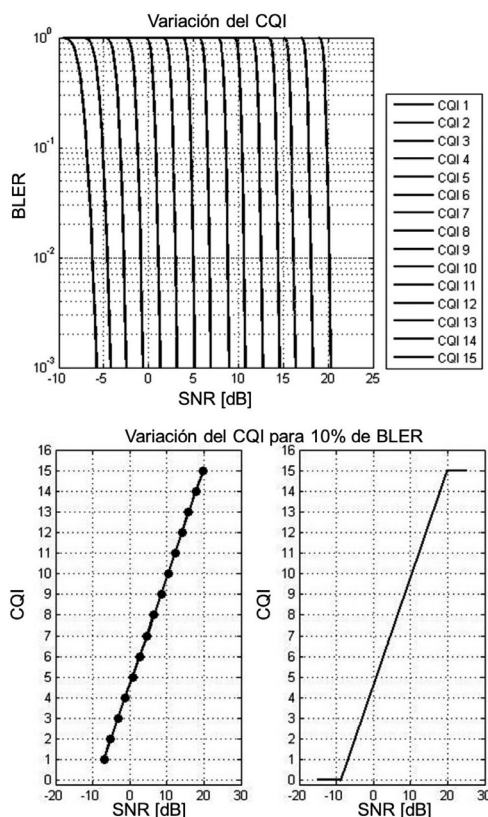 Variación del CQI
10⁰
10⁻¹
10⁻²
10⁻³
BLER
-10 -5 0 5 10 15 20 25
SNR [dB]
CQI 1
CQI 2
CQI 3
CQI 4
CQI 5
CQI 6
CQI 7
CQI 8
CQI 9
CQI 10
CQI 11
CQI 12
CQI 13
CQI 14
CQI 15
Variación del CQI para 10% de BLER
16
15
14
13
12
11
10
9
8
7
6
5
4
3
2
1
0
CQI
-20 -10 0 10 20 30
SNR [dB]
16
15
14
13
12
11
10
9
8
7
6
5
4
3
2
1
0
CQI
-20 -10 0 10 20 30
SNR [dB]